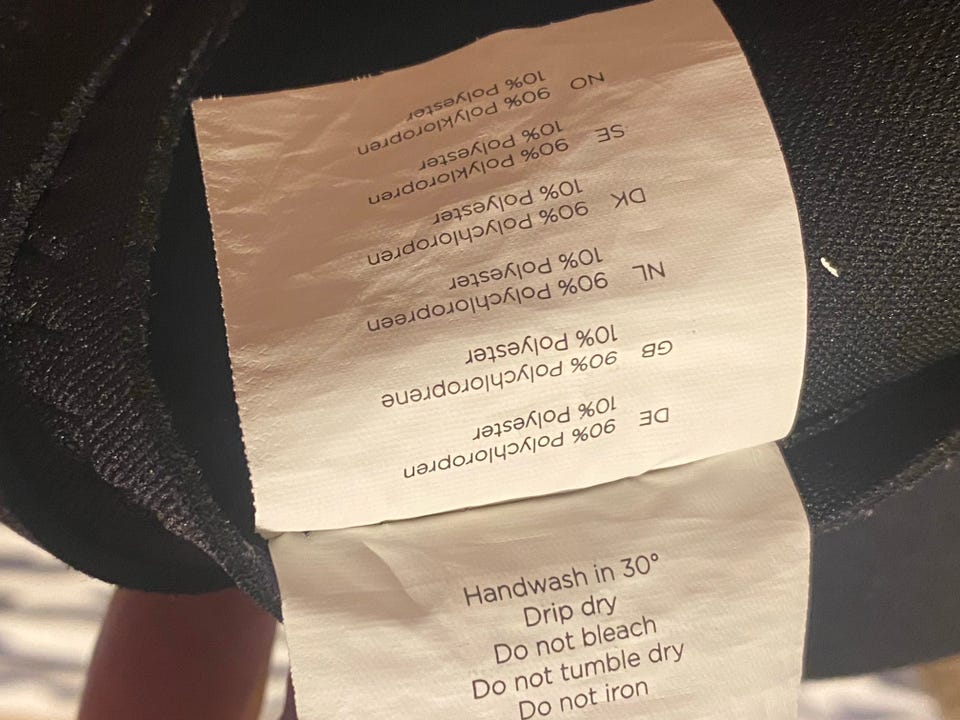 DE 90% Polychloropren
10% Polyester
GB 90% Polychloroprene
10% Polyester
NL 90% Polychloropreen
10% Polyester
DK 90% Polychloropren
10% Polyester
SE 90% Polykloropren
10% Polyester
NO 90% Polykloropren
10% Polyester
Handwash in 30°
Drip dry
Do not bleach
Do not tumble dry
Do not iron